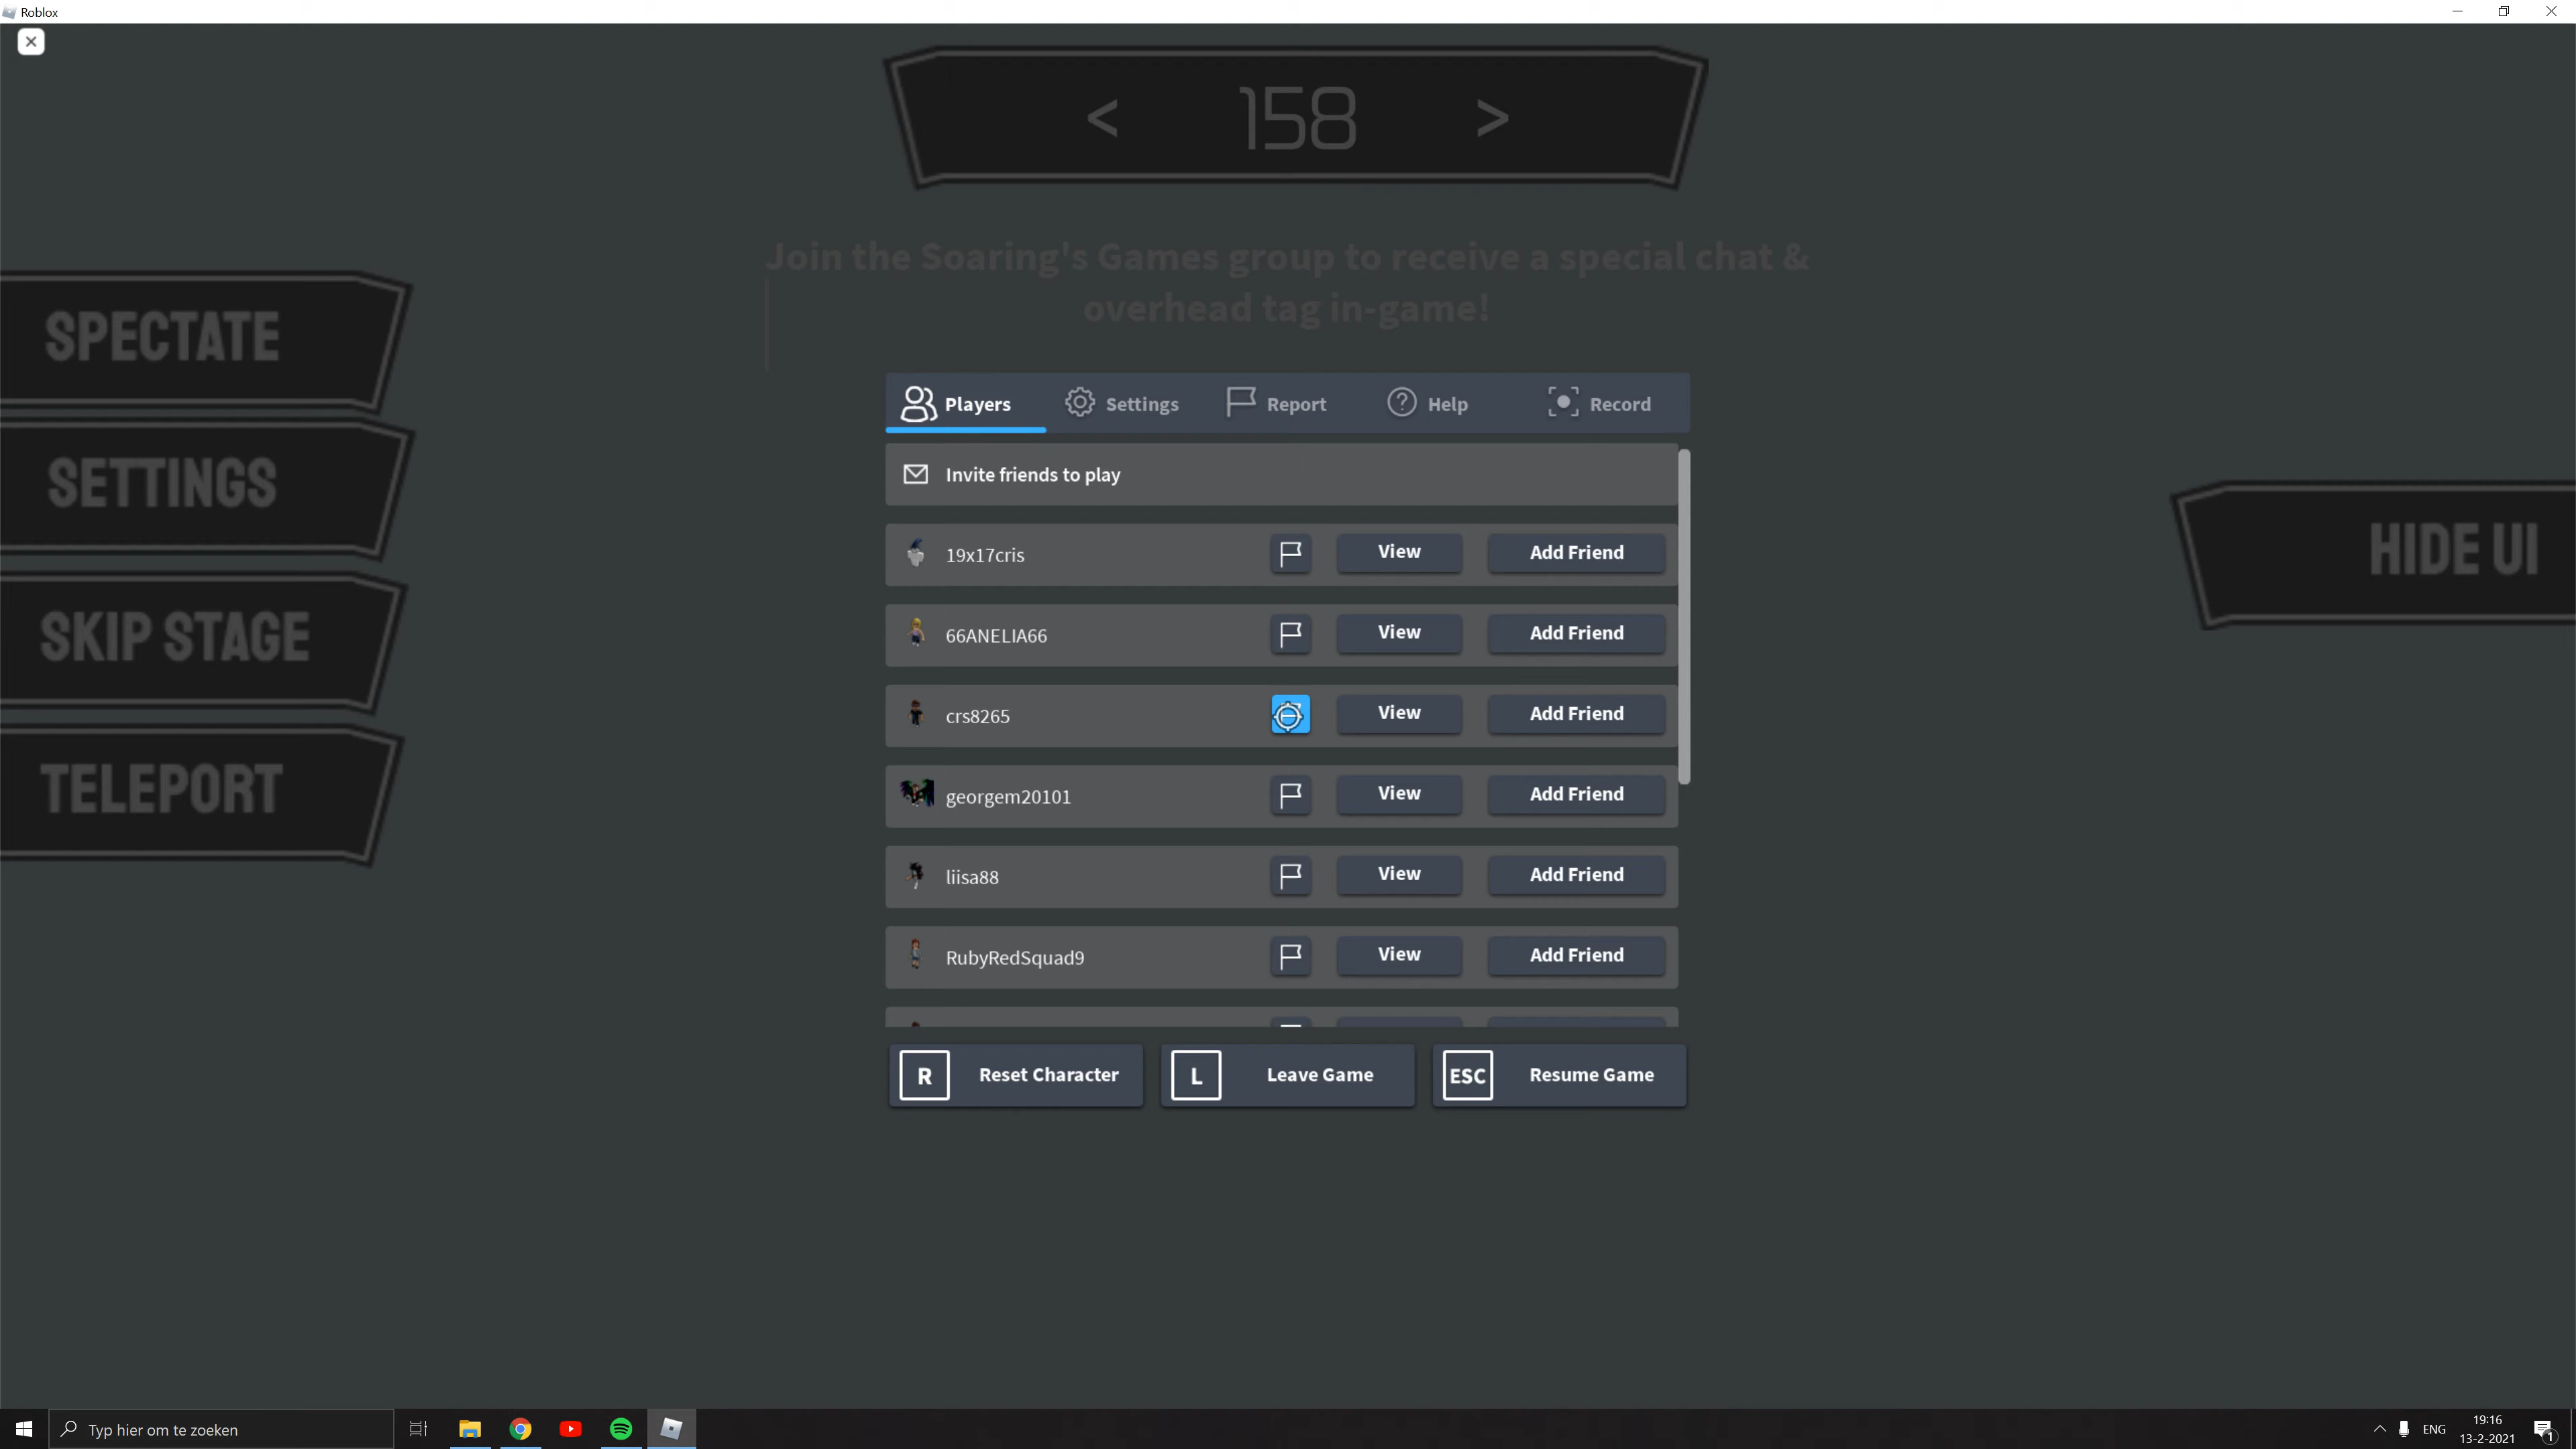 Roblox
< 158 >
Join the Soaring's Games group to receive a special chat &
overhead tag in-game!
SPECTATE
SETTINGS
SKIP STAGE
TELEPORT
HIDE UI
Players Settings Report Help Record
Invite friends to play
19x17cris View Add Friend
66ANELIA66 View Add Friend
crs8265 View Add Friend
georgem20101 View Add Friend
liisa88 View Add Friend
RubyRedSquad9 View Add Friend
R Reset Character L Leave Game ESC Resume Game
Typ hier om te zoeken
ENG
19:16
13-2-2021
1